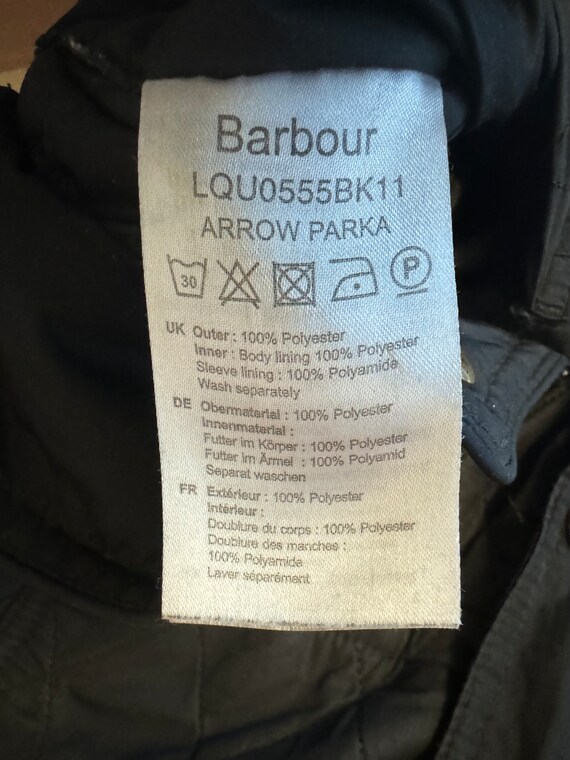 Barbour
LQU0555BK11
ARROW PARKA
30 P
UK Outer : 100% Polyester
Inner : Body lining 100% Polyester
Sleeve lining : 100% Polyamide
Wash separately
DE Obermaterial : 100% Polyester
Innenmaterial :
Futter im Körper : 100% Polyester
Futter im Ärmel : 100% Polyamid
Separat waschen
FR Extérieur : 100% Polyester
Intérieur :
Doublure du corps : 100% Polyester
Doublure des manches :
100% Polyamide
Laver séparément